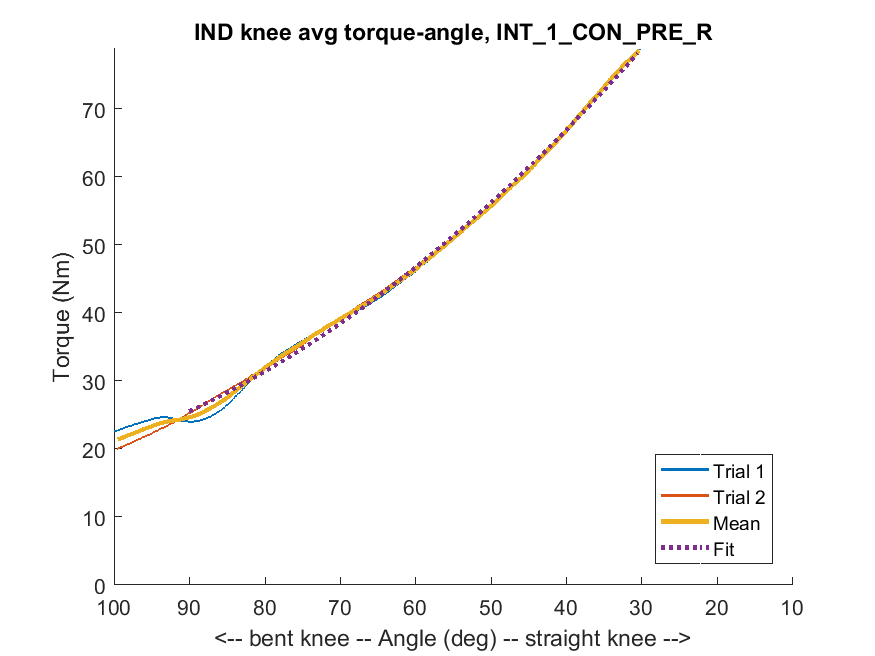 IND knee avg torque-angle, INT_1_CON_PRE_R
Torque (Nm)
70
60
50
40
30
20
10
0
100 90 80 70 60 50 40 30 20 10
<-- bent knee -- Angle (deg) -- straight knee -->
Trial 1
Trial 2
Mean
Fit